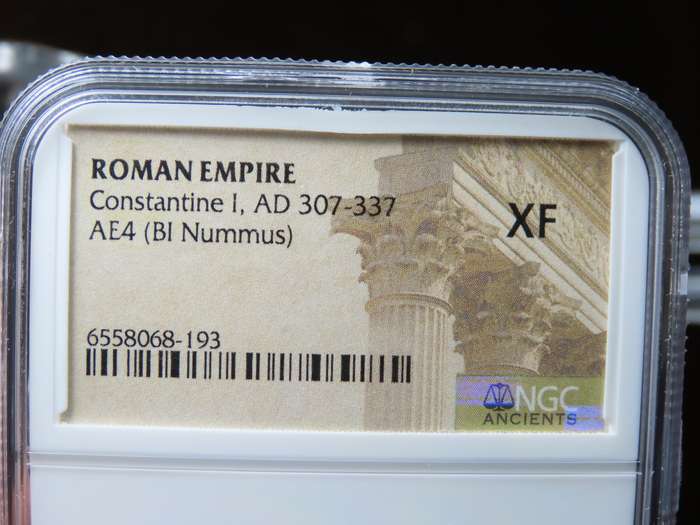 ROMAN EMPIRE
Constantine I, AD 307-337
AE4 (BI Nummus)
XF
6558068-193
NGC
ANCIENTS